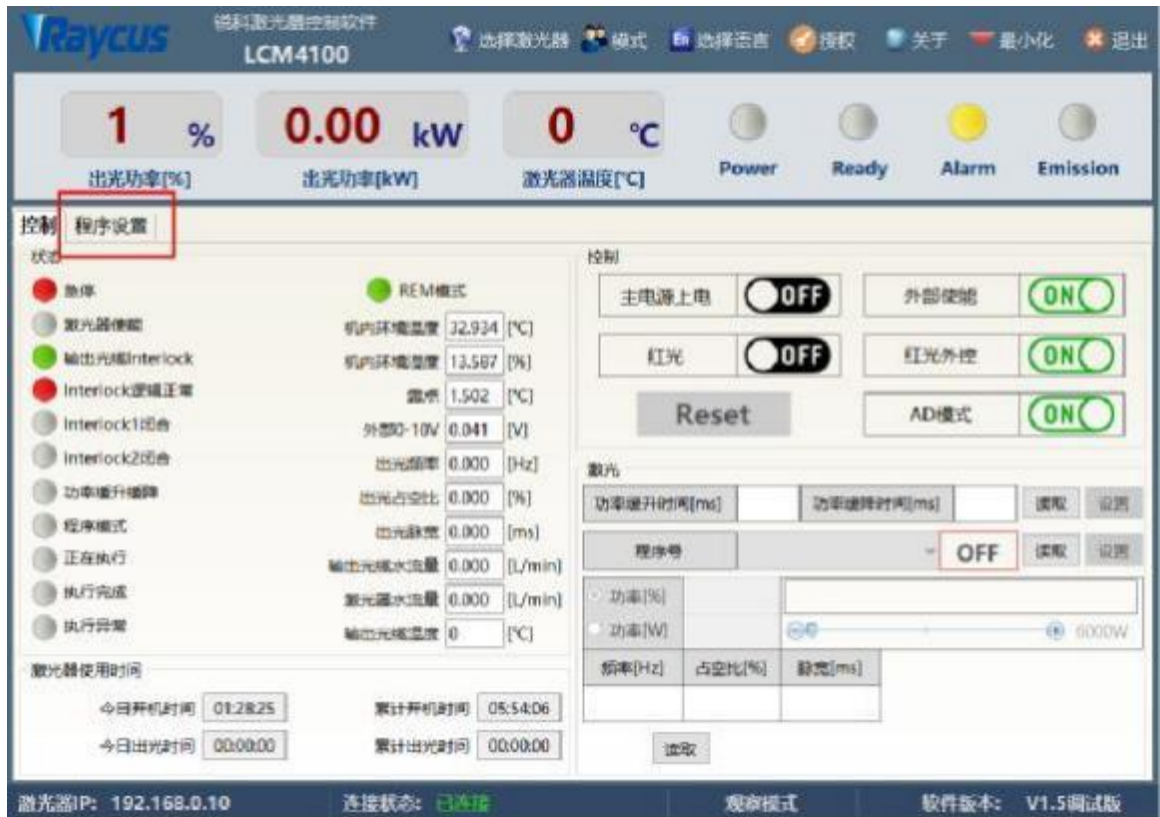 Raycus
锐科激光器控制软件
LCM4100
选择激光器 模式 En 选择语言 授权 关于 最小化 退出
1 % 0.00 kW 0 ℃
出光功率[%] 出光功率[kW] 激光器温度[℃] Power Ready Alarm Emission
控制 程序设置
状态
急停 REM模式
激光器使能 机内环境温度 32.934 [℃]
输出光缆Interlock 机内环境湿度 13.587 [%]
Interlock逻辑正常 露点 1.502 [℃]
Interlock1闭合 外部0-10V 0.041 [V]
Interlock2闭合 出光频率 0.000 [Hz]
功率缓升缓降 出光占空比 0.000 [%]
程序模式 出光脉宽 0.000 [ms]
正在执行 输出光缆水流量 0.000 [L/min]
执行完成 激光器水流量 0.000 [L/min]
执行异常 输出光缆温度 0 [℃]
激光器使用时间
今日开机时间 01:28:25 累计开机时间 05:54:06
今日出光时间 00:00:00 累计出光时间 00:00:00
控制
主电源上电 OFF 外部使能 ON
红光 OFF 红光外控 ON
Reset AD模式 ON
激光
功率缓升时间[ms] 功率缓降时间[ms] 读取 设置
程序号 OFF 读取 设置
功率[%]
功率[W] 6000W
频率[Hz] 占空比[%] 脉宽[ms]
读取
激光器IP: 192.168.0.10 连接状态: 已连接 观察模式 软件版本: V1.5调试版